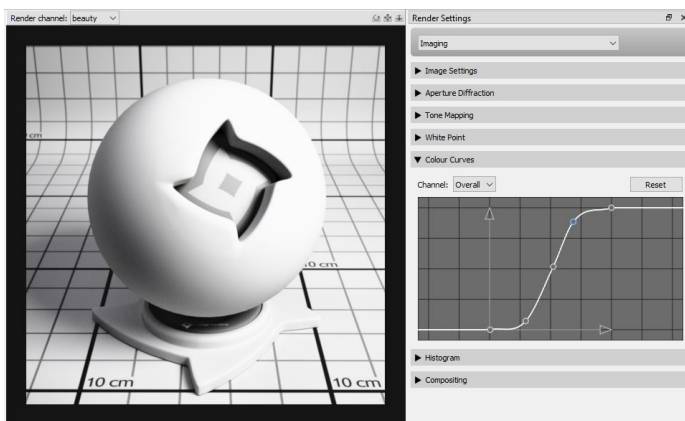 Render channel: beauty
Render Settings
Imaging
Image Settings
Aperture Diffraction
Tone Mapping
White Point
Colour Curves
Channel: Overall
Reset
Histogram
Compositing
cm
0 cm
10 cm
10 cm